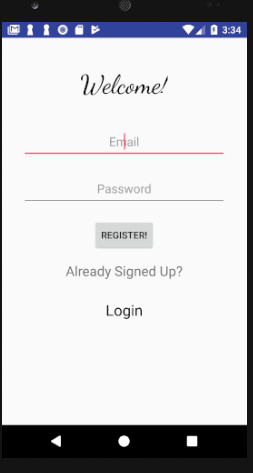 3:34
Welcome!
Email
Password
REGISTER!
Already Signed Up?
Login